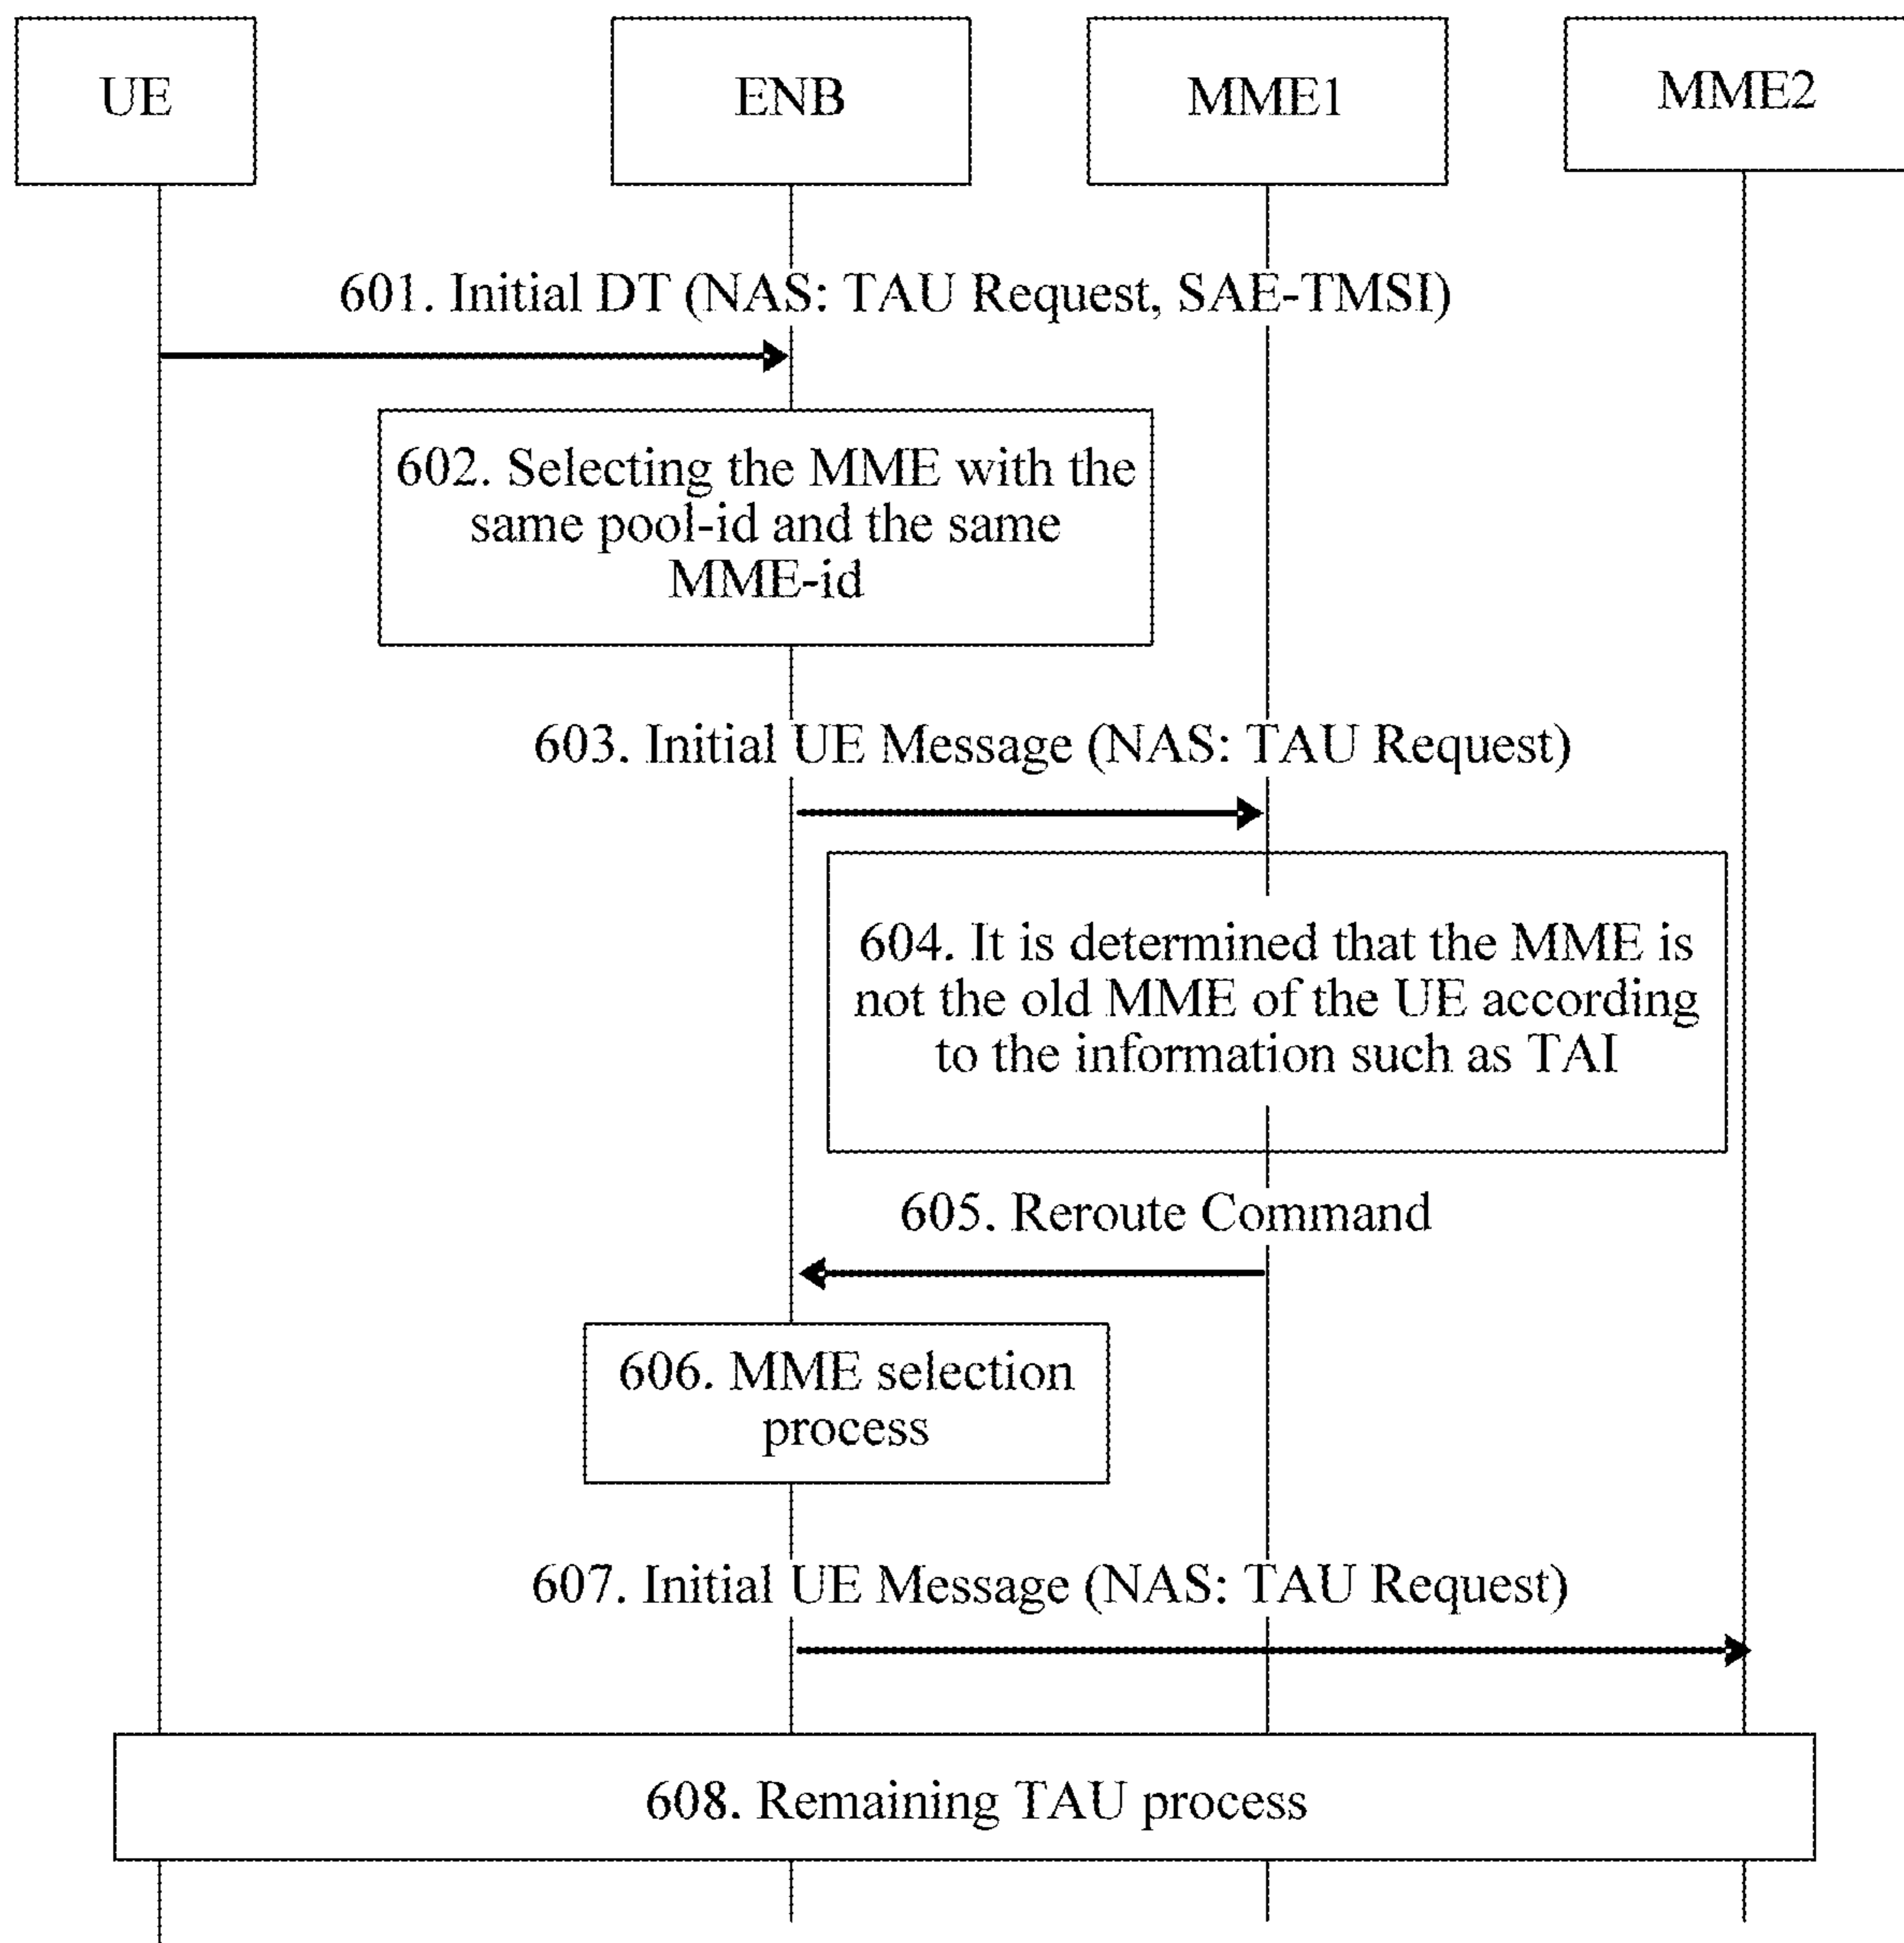 UE
ENB
MME1
MME2
601. Initial DT (NAS: TAU Request, SAE-TMSI)
602. Selecting the MME with the
same pool-id and the same
MME-id
603. Initial UE Message (NAS: TAU Request)
604. It is determined that the MME is
not the old MME of the UE according
to the information such as TAI
605. Reroute Command
606. MME selection
process
607. Initial UE Message (NAS: TAU Request)
608. Remaining TAU process